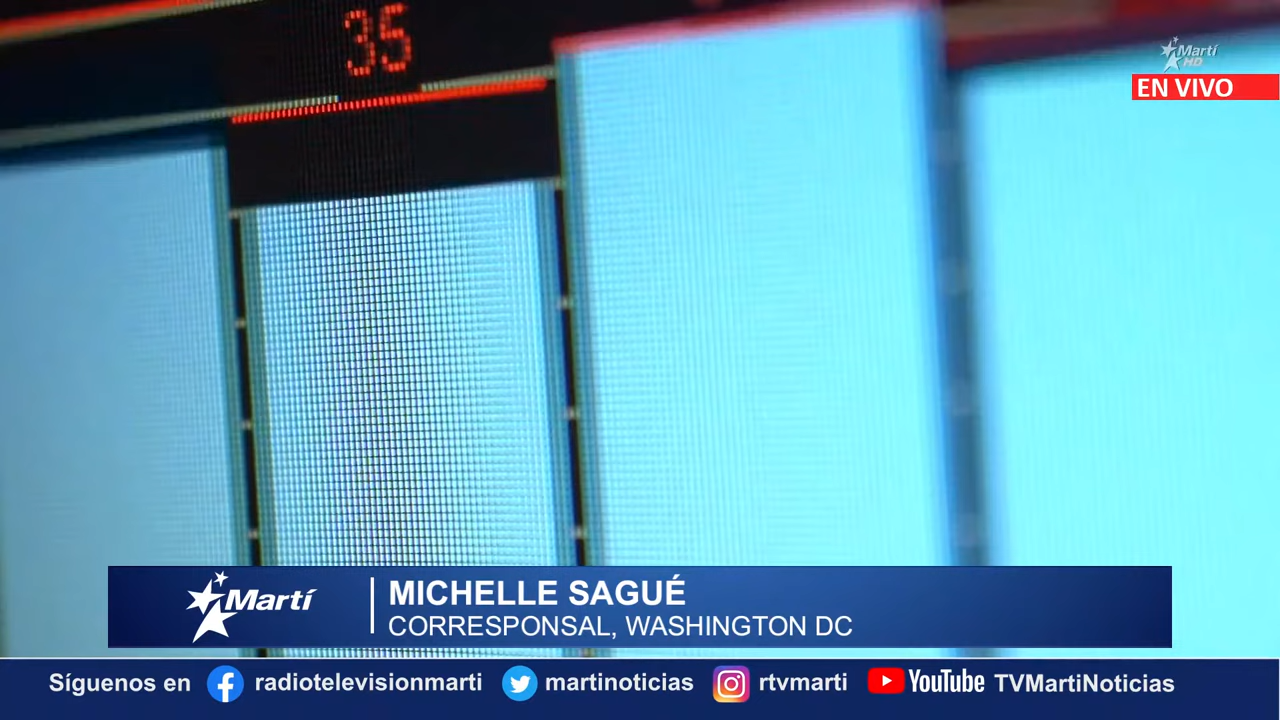 35
Martí
HD
EN VIVO
Martí
MICHELLE SAGUÉ
CORRESPONSAL, WASHINGTON DC
Síguenos en radiotelevisionmarti martinoticias rtvmarti YouTube TVMartiNoticias